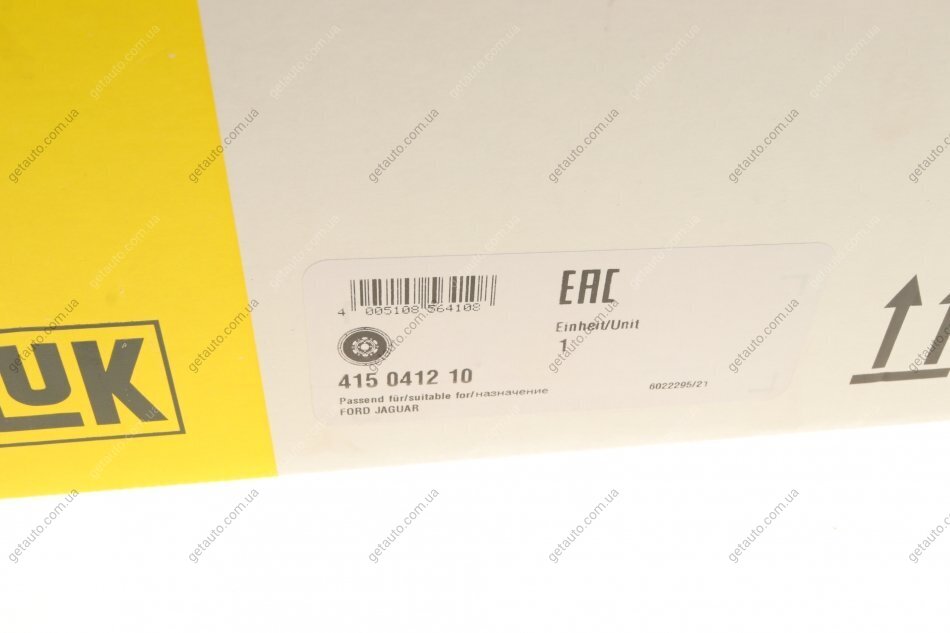 LUK
4 005108 564108
EAC
Einheit/Unit
1
415 0412 10
6022295/21
Passend für/suitable for/назначение
FORD JAGUAR
getauto.com.ua